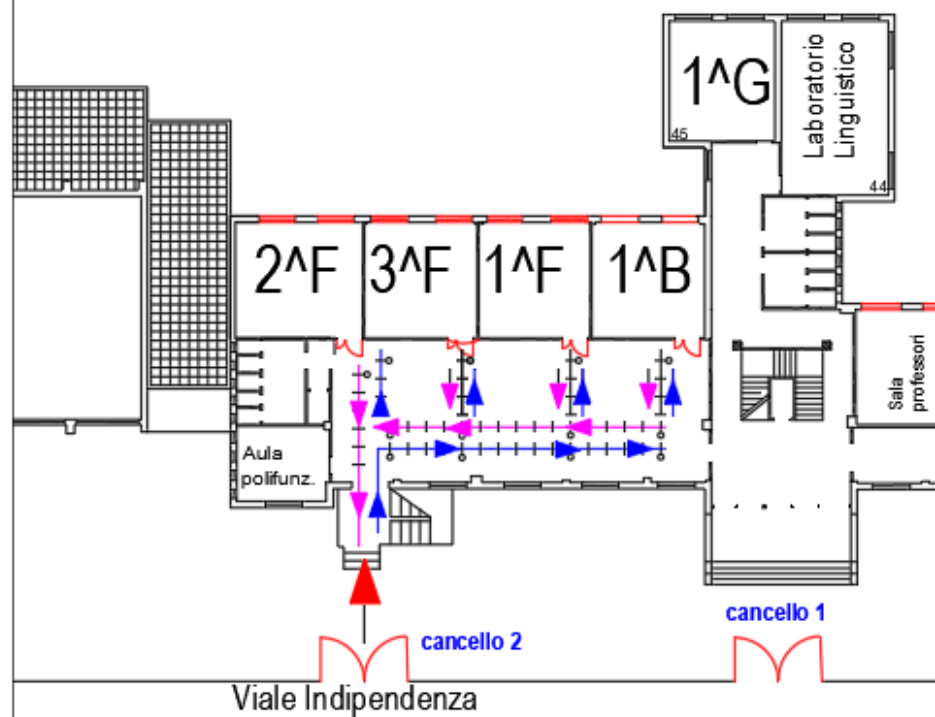 1^G
45
Laboratorio
Linguistico
44
2^F
3^F
1^F
1^B
Sala
professori
Aula
polifunz.
cancello 1
cancello 2
Viale Indipendenza